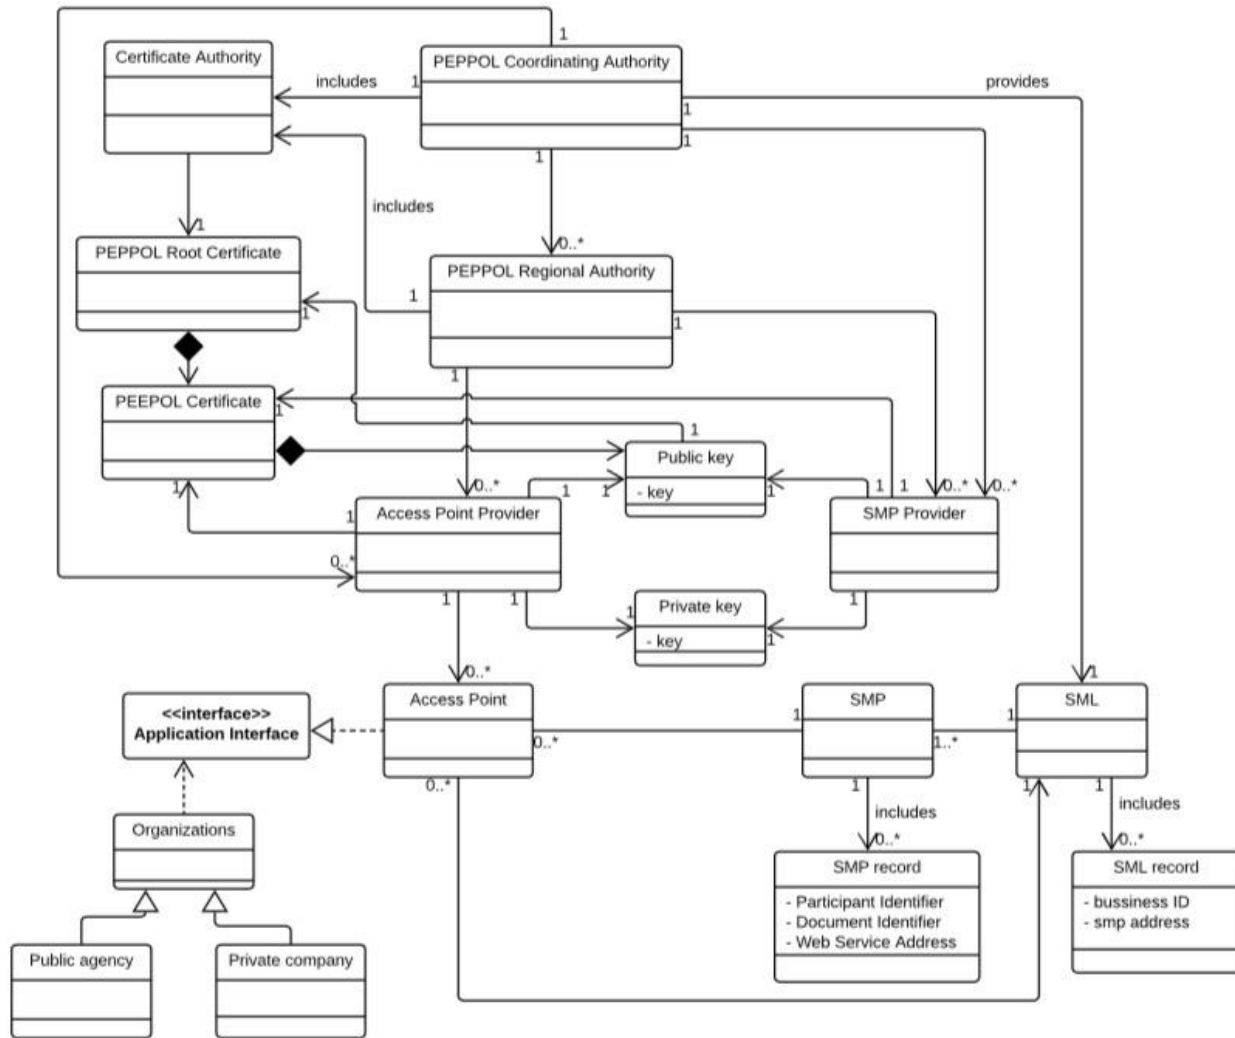 1
Certificate Authority
PEPPOL Coordinating Authority
includes
1
provides
1
1
1
includes
1
0..*
PEPPOL Root Certificate
PEPPOL Regional Authority
1
1
1
1
PEEPOL Certificate
1
1
Public key
- key
1
0..*
1
1
1
1
1
0..*
0..*
Access Point Provider
SMP Provider
1
0..*
1
1
1
Private key
- key
1
1
0..*
1
<<interface>>
Application Interface
Access Point
SMP
SML
0..*
1
1..*
1
0..*
1
1
1
includes
includes
Organizations
0..*
0..*
SMP record
- Participant Identifier
- Document Identifier
- Web Service Address
SML record
- bussiness ID
- smp address
Public agency
Private company